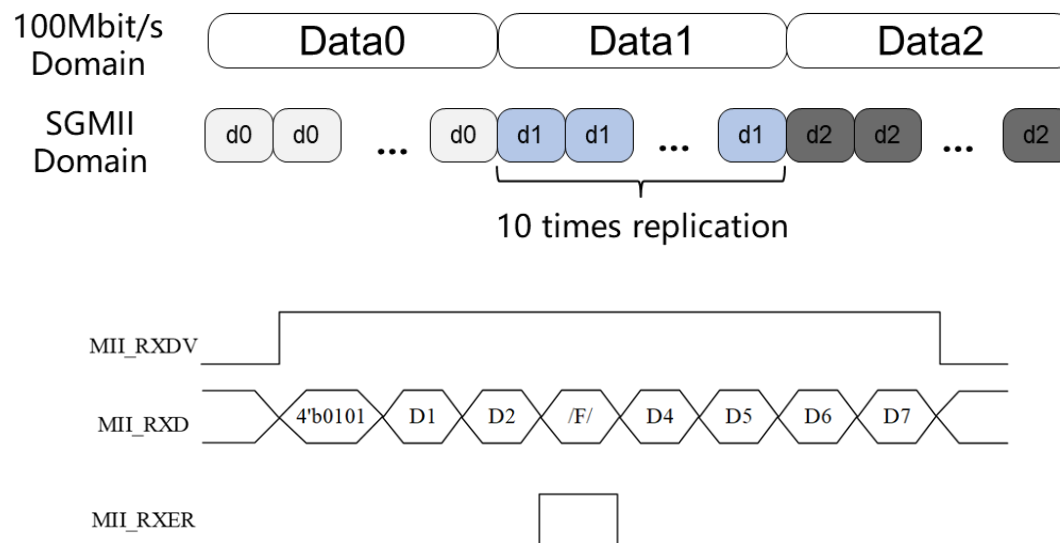 100Mbit/s
Domain
Data0 Data1 Data2
SGMII
Domain
d0 d0 ... d0 d1 d1 ... d1 d2 d2 ... d2
10 times replication
MII_RXDV
MII_RXD 4'b0101 D1 D2 /F/ D4 D5 D6 D7
MII_RXER